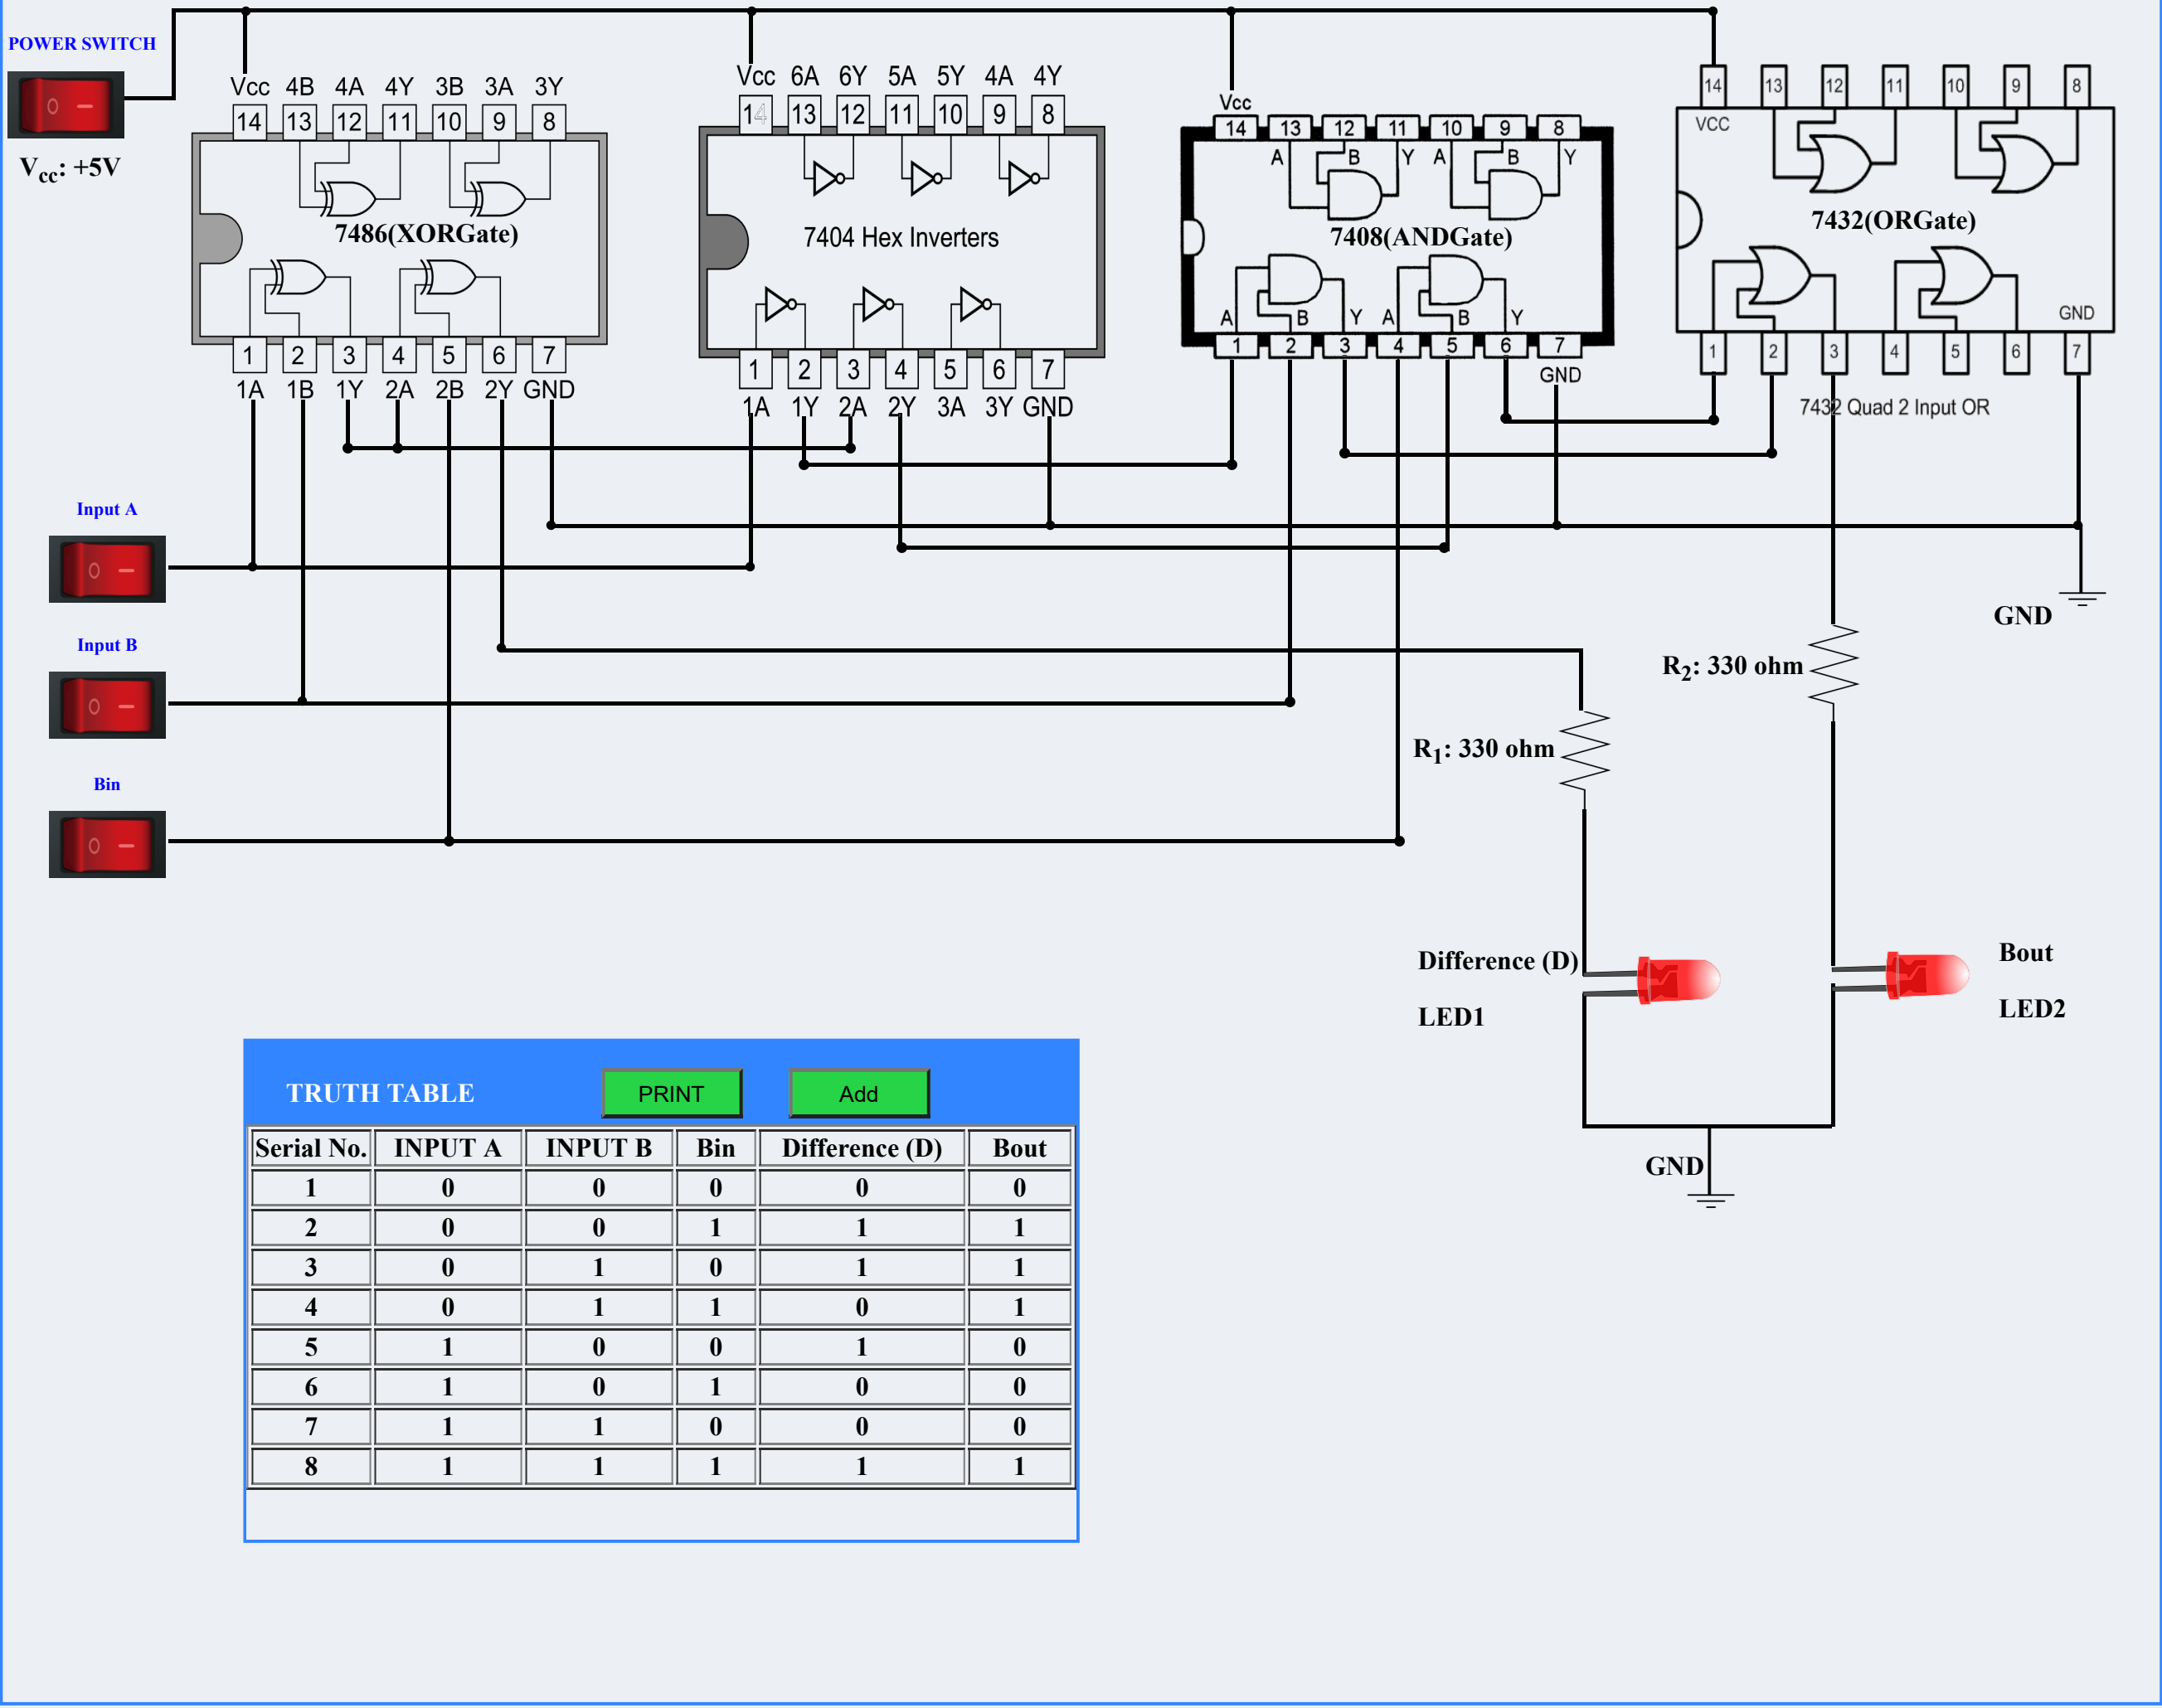 POWER SWITCH
Vcc: +5V
Vcc 4B 4A 4Y 3B 3A 3Y
14 13 12 11 10 9 8
7486(XORGate)
1 2 3 4 5 6 7
1A 1B 1Y 2A 2B 2Y GND
Vcc 6A 6Y 5A 5Y 4A 4Y
14 13 12 11 10 9 8
7404 Hex Inverters
1 2 3 4 5 6 7
1A 1Y 2A 2Y 3A 3Y GND
Vcc
14 13 12 11 10 9 8
A B Y A B Y
7408(ANDGate)
A B Y A B Y
1 2 3 4 5 6 7
GND
14 13 12 11 10 9 8
VCC
7432(ORGate)
GND
1 2 3 4 5 6 7
7432 Quad 2 Input OR
Input A
Input B
Bin
GND
R2: 330 ohm
R1: 330 ohm
Difference (D)
LED1
Bout
LED2
GND
TRUTH TABLE PRINT Add
Serial No. INPUT A INPUT B Bin Difference (D) Bout
1 0 0 0 0 0
2 0 0 1 1 1
3 0 1 0 1 1
4 0 1 1 0 1
5 1 0 0 1 0
6 1 0 1 0 0
7 1 1 0 0 0
8 1 1 1 1 1